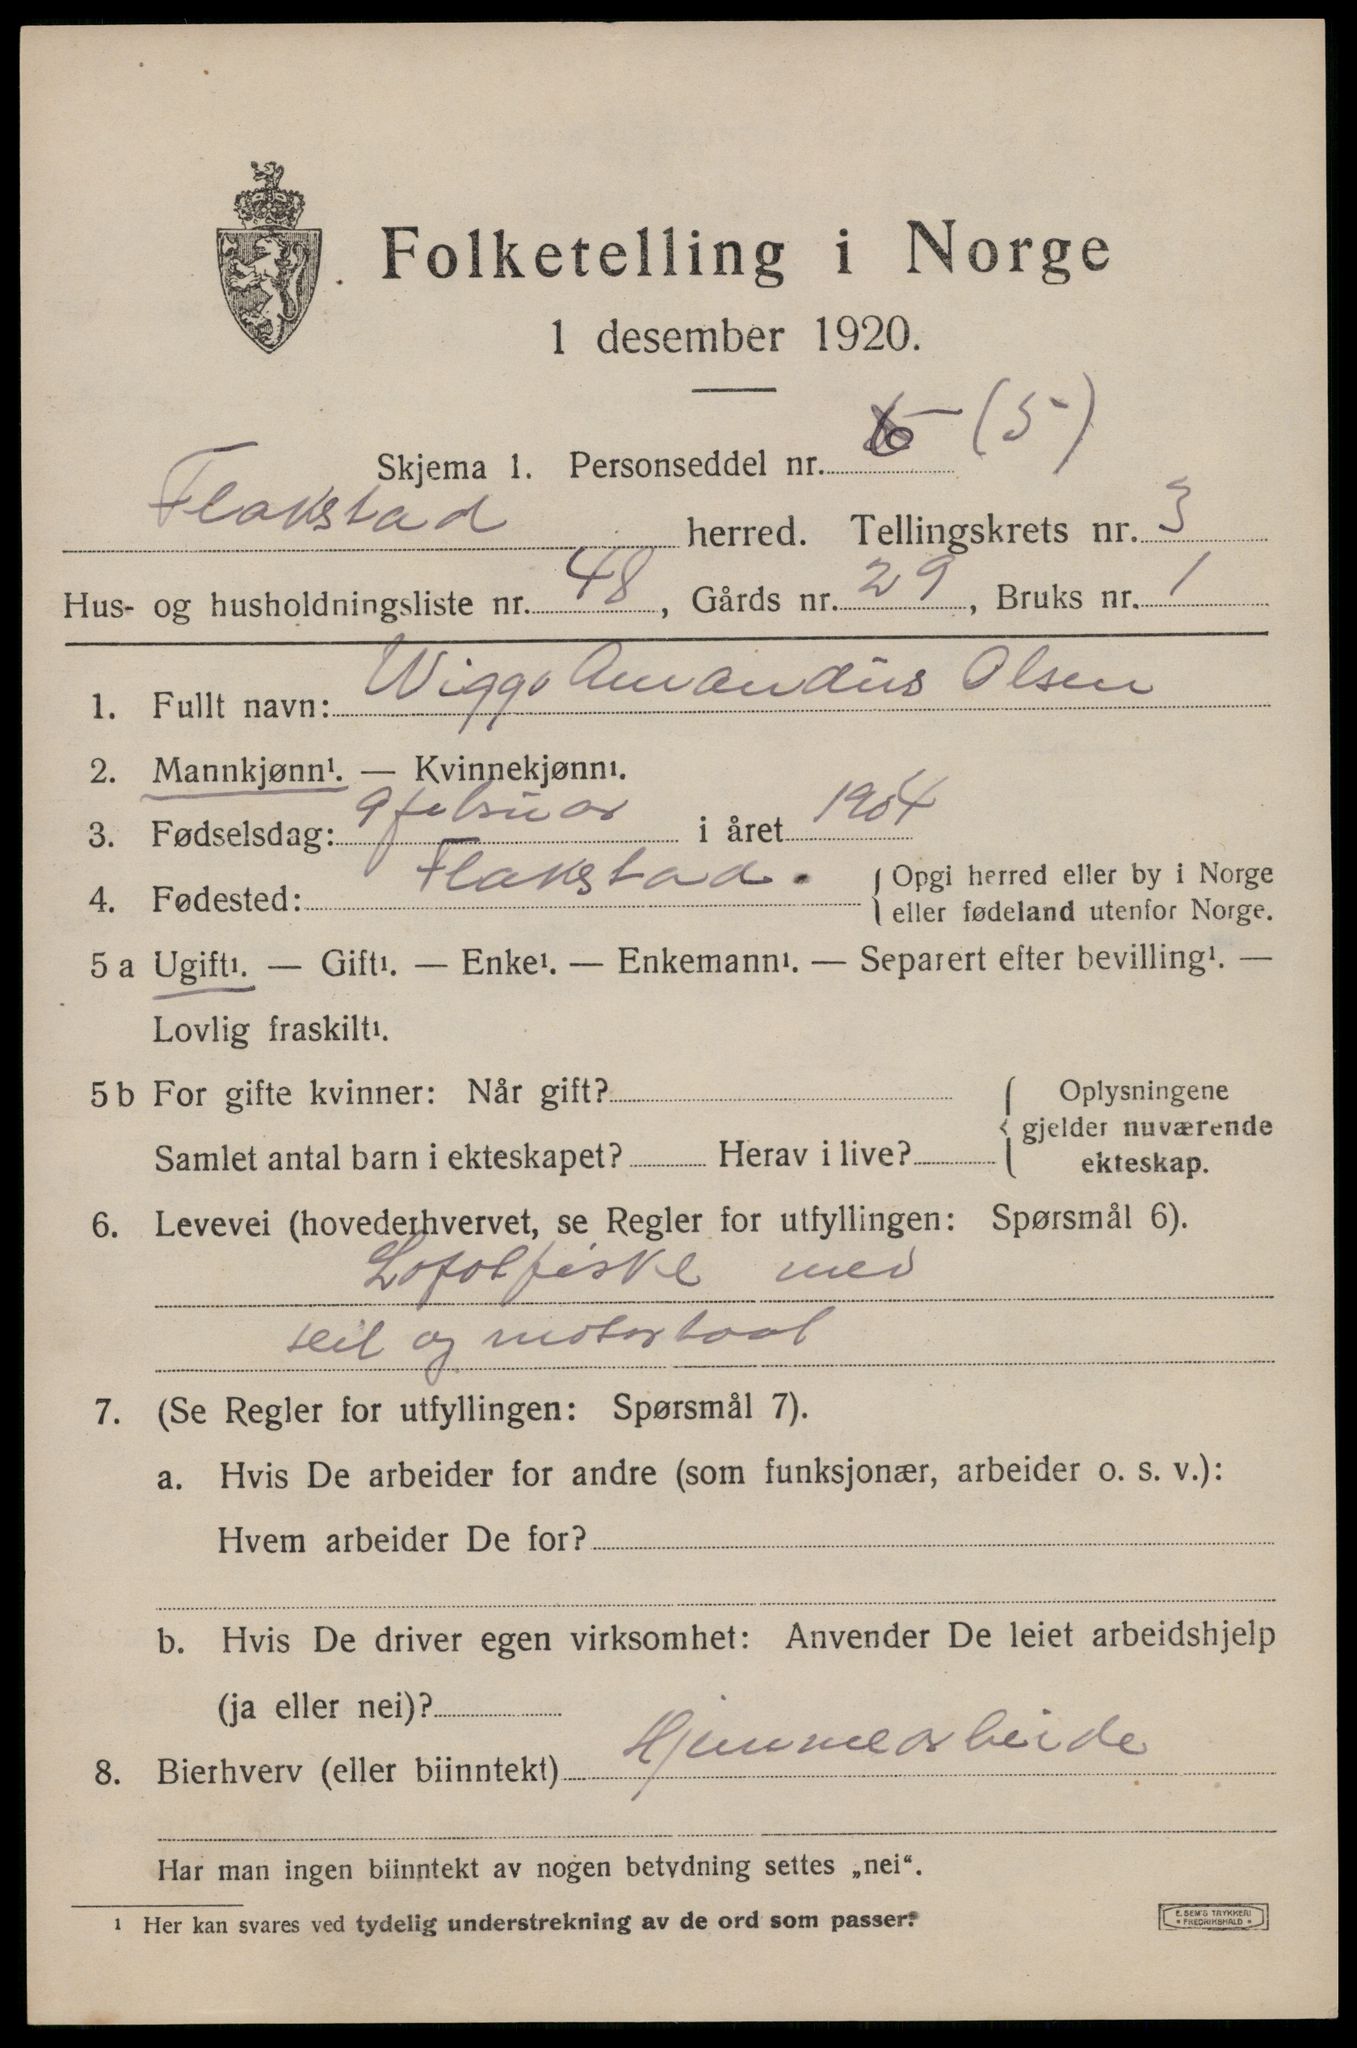 Folketelling i Norge
1 desember 1920.
Skjema 1. Personseddel nr. 6 (5)
Flakstad herred. Tellingskrets nr. 3
Hus- og husholdningsliste nr. 48, Gårds nr. 29, Bruks nr. 1
1. Fullt navn: Wiggo Amandus Olsen
2. Mannkjønn¹. — Kvinnekjønn¹.
3. Fødselsdag: 9 februar i året 1904
4. Fødested: Flakstad. Opgi herred eller by i Norge
eller fødeland utenfor Norge.
5 a Ugift¹. — Gift¹. — Enke¹. — Enkemann¹. — Separert efter bevilling¹. —
Lovlig fraskilt¹.
5 b For gifte kvinner: Når gift? Oplysningene
gjelder nuværende
Samlet antal barn i ekteskapet? Herav i live? ekteskap.
6. Levevei (hovederhvervet, se Regler for utfyllingen: Spørsmål 6).
Lofotfiske med
seil og motorbaat
7. (Se Regler for utfyllingen: Spørsmål 7).
a. Hvis De arbeider for andre (som funksjonær, arbeider o. s. v.):
Hvem arbeider De for?
b. Hvis De driver egen virksomhet: Anvender De leiet arbeidshjelp
(ja eller nei)?
8. Bierhverv (eller biinntekt) Hjemmearbeide
Har man ingen biinntekt av nogen betydning settes „nei“.
¹ Her kan svares ved tydelig understrekning av de ord som passer.
E. SEM'S TRYKKERI
• FREDRIKSHALD •